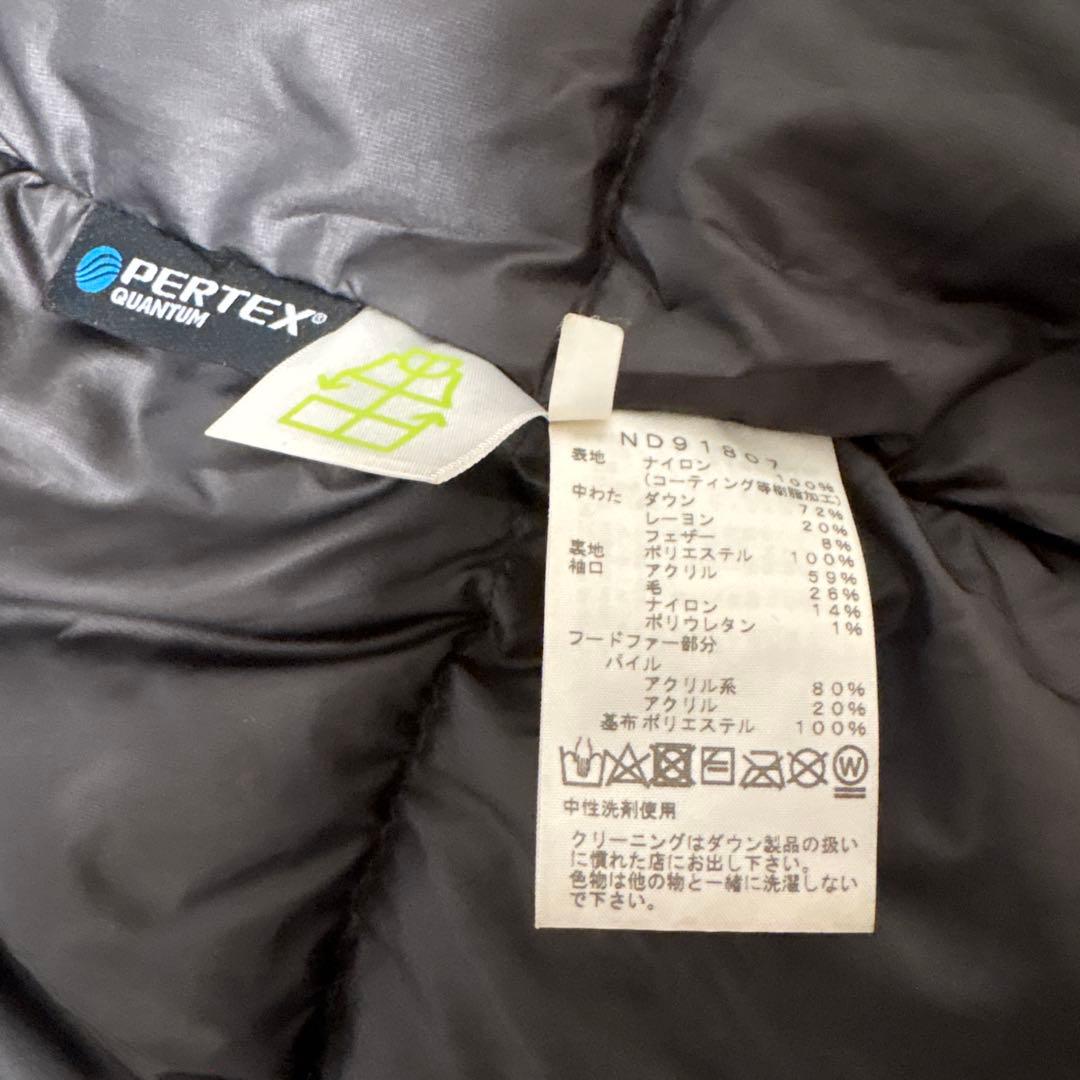 PERTEX®
QUANTUM
ND91807
表地 ナイロン 100%
(コーティング等樹脂加工)
中わた ダウン 72%
レーヨン 20%
フェザー 8%
裏地 ポリエステル 100%
袖口 アクリル 59%
毛 26%
ナイロン 14%
ポリウレタン 1%
フードファー部分
パイル
アクリル系 80%
アクリル 20%
基布 ポリエステル 100%
W
中性洗剤使用
クリーニングはダウン製品の扱い
に慣れた店にお出し下さい。
色物は他の物と一緒に洗濯しない
で下さい。